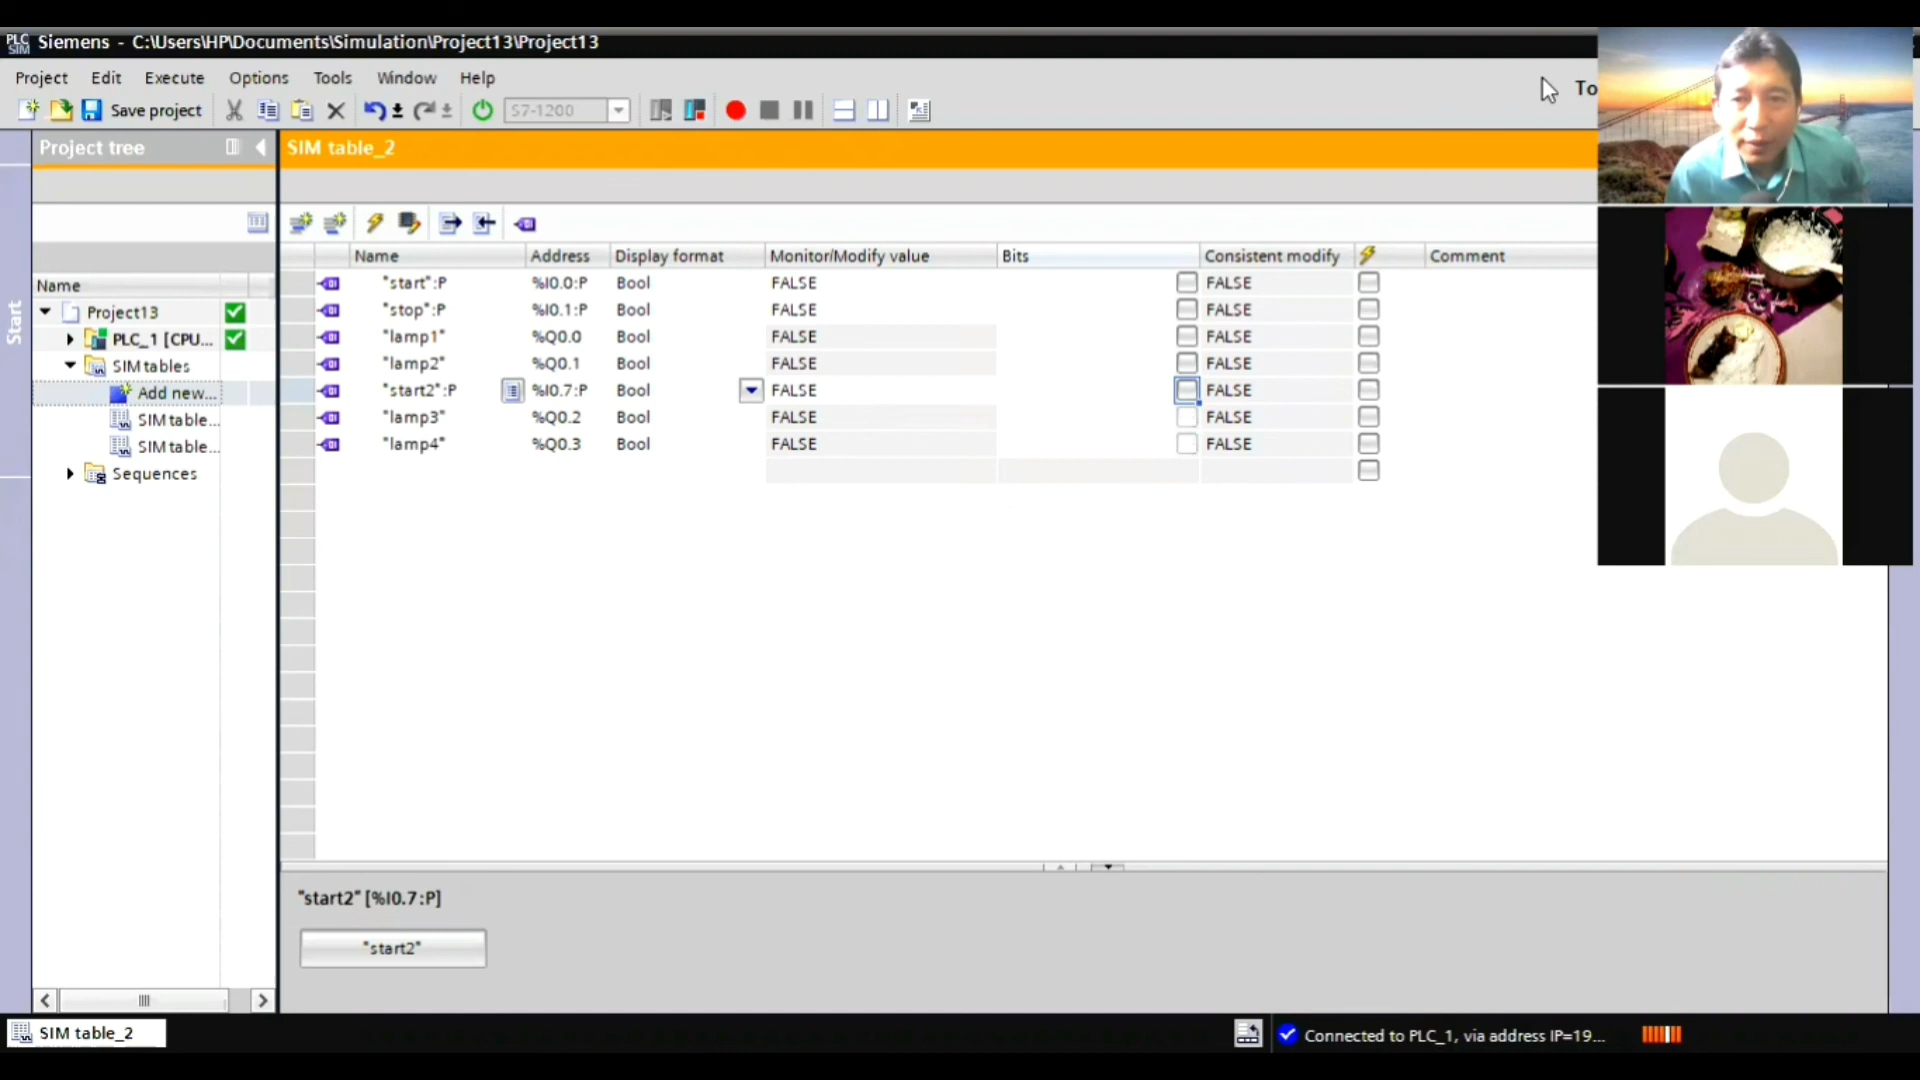 PLC SIM Siemens - C:\Users\HP\Documents\Simulation\Project13\Project13
Project Edit Execute Options Tools Window Help
To
Save project S7-1200
Project tree
SIM table_2
Start
Name Address Display format Monitor/Modify value Bits Consistent modify Comment
Name
Project13
PLC_1 [CPU...
SIM tables
Add new...
SIM table...
SIM table...
Sequences
"start":P %I0.0:P Bool FALSE FALSE
"stop":P %I0.1:P Bool FALSE FALSE
"lamp1" %Q0.0 Bool FALSE FALSE
"lamp2" %Q0.1 Bool FALSE FALSE
"start2":P %I0.7:P Bool FALSE FALSE
"lamp3" %Q0.2 Bool FALSE FALSE
"lamp4" %Q0.3 Bool FALSE FALSE
"start2" [%I0.7:P]
"start2"
SIM table_2
Connected to PLC_1, via address IP=19...